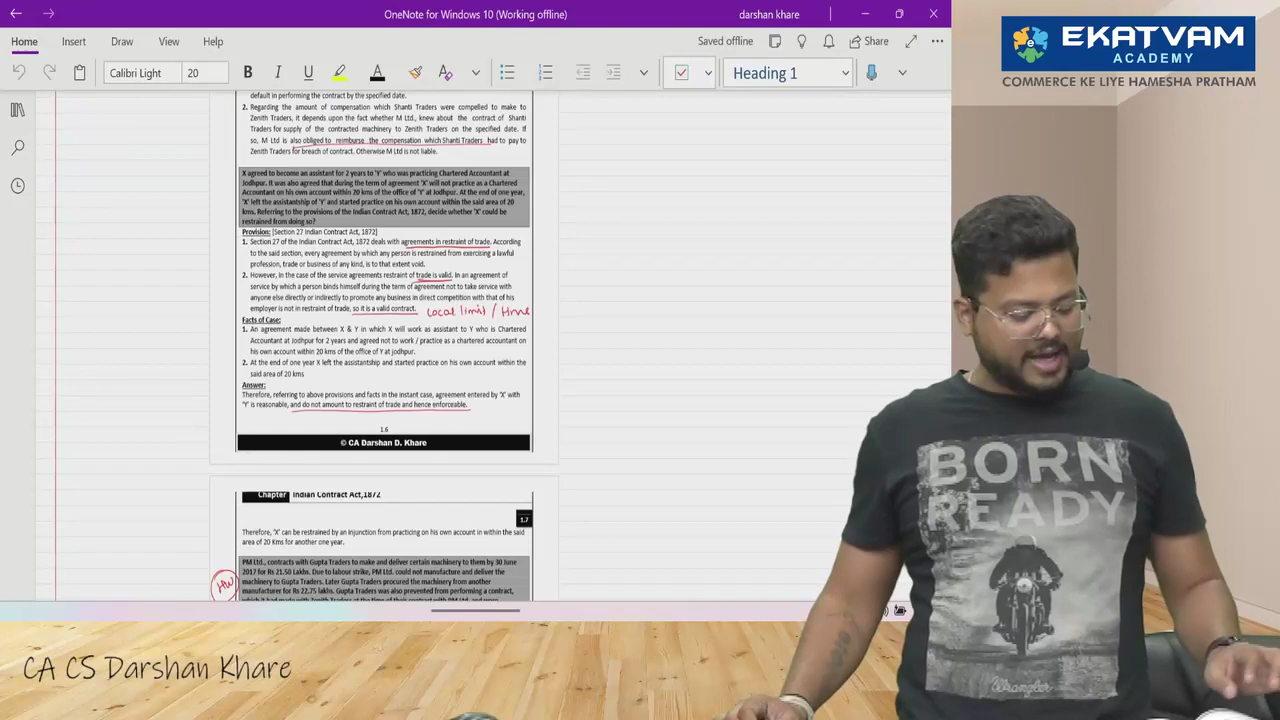 OneNote for Windows 10 (Working offline)
darshan khare
Home Insert Draw View Help
Saved offline
Share
Calibri Light 20
B I U A
Heading 1
EKATVAM
ACADEMY
COMMERCE KE LIYE HAMESHA PRATHAM
default in performing the contract by the specified date.
2. Regarding the amount of compensation which Shanti Traders were compelled to make to
Zenith Traders, it depends upon the fact whether M Ltd., knew about the contract of Shanti
Traders for supply of the contracted machinery to Zenith Traders on the specified date. If
so, M Ltd is also obliged to reimburse the compensation which Shanti Traders had to pay to
Zenith Traders for breach of contract. Otherwise M Ltd is not liable.
X agreed to become an assistant for 2 years to 'Y' who was practicing Chartered Accountant at
Jodhpur. It was also agreed that during the term of agreement 'X' will not practice as a Chartered
Accountant on his own account within 20 kms of the office of 'Y' at Jodhpur. At the end of one year,
'X' left the assistantship of 'Y' and started practice on his own account within the said area of 20
kms. Referring to the provisions of the Indian Contract Act, 1872, decide whether 'X' could be
restrained from doing so?
Provision: [Section 27 Indian Contract Act, 1872]
1. Section 27 of the Indian Contract Act, 1872 deals with agreements in restraint of trade. According
to the said section, every agreement by which any person is restrained from exercising a lawful
profession, trade or business of any kind, is to that extent void.
2. However, in the case of the service agreements restraint of trade is valid. In an agreement of
service by which a person binds himself during the term of agreement not to take service with
anyone else directly or indirectly to promote any business in direct competition with that of his
employer is not in restraint of trade, so it is a valid contract. Local limit /
Facts of Case:
1. An agreement made between X & Y in which X will work as assistant to Y who is Chartered
Accountant at Jodhpur for 2 years and agreed not to work / practice as a chartered accountant on
his own account within 20 kms of the office of Y at jodhpur.
2. At the end of one year X left the assistantship and started practice on his own account within the
said area of 20 kms
Answer:
Therefore, referring to above provisions and facts in the instant case, agreement entered by 'X' with
'Y' is reasonable, and do not amount to restraint of trade and hence enforceable.
1.6
© CA Darshan D. Khare
Chapter Indian Contract Act,1872
1.7
Therefore, 'X' can be restrained by an injunction from practicing on his own account in within the said
area of 20 Kms for another one year.
HW
PM Ltd., contracts with Gupta Traders to make and deliver certain machinery to them by 30 June
2017 for Rs 21.50 Lakhs. Due to labour strike, PM Ltd. could not manufacture and deliver the
machinery to Gupta Traders. Later Gupta Traders procured the machinery from another
manufacturer for Rs 22.75 lakhs. Gupta Traders was also prevented from performing a contract,
which it had made with Zenith Traders at the time of their contract with PM Ltd. and were
BORN
READY
Wrangler
CA CS Darshan Khare